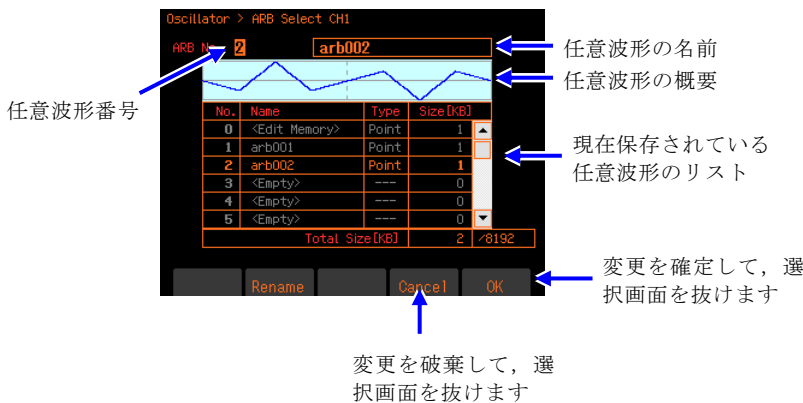 Oscillator > ARB Select CH1
ARB No. 2 arb002
任意波形の名前
任意波形の概要
任意波形番号
No. Name Type Size[KB]
0 <Edit Memory> Point 1
1 arb001 Point 1
2 arb002 Point 1
3 <Empty> --- 0
4 <Empty> --- 0
5 <Empty> --- 0
Total Size[KB] 2 /8192
現在保存されている
任意波形のリスト
Rename Cancel OK
変更を確定して，選
択画面を抜けます
変更を破棄して，選
択画面を抜けます